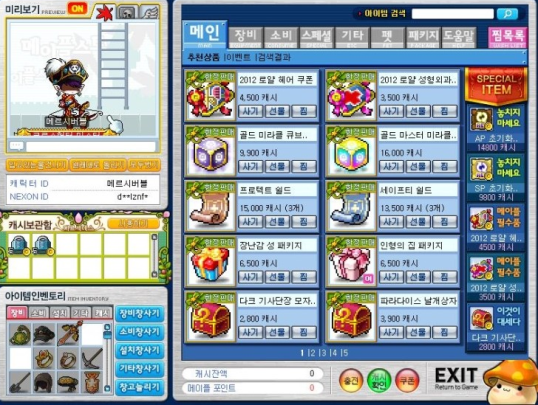 미리보기 PREVIEW ON
메르시버블
캐릭터 ID 메르시버블
NEXON ID d**lznf*
캐시보관함
아이템인벤토리 ITEM INVENTORY
장비 소비 설치 기타 캐시
장비창사기
소비창사기
설치창사기
기타창사기
창고늘리기
아이템 검색
메인 장비 소비 스페셜 기타 펫 패키지 도움말 찜목록
추천상품 |이벤트 |검색결과
한정판매 2012 로얄 헤어 쿠폰
4,500 캐시
사기 선물 찜
한정판매 2012 로얄 성형외과..
3,500 캐시
사기 선물 찜
골드 미라클 큐브..
9,900 캐시
사기 선물 찜
골드 마스터 미라클..
16,000 캐시
사기 선물 찜
한정판매 프로텍트 쉴드
15,000 캐시 (3개)
사기 선물 찜
한정판매 세이프티 쉴드
13,500 캐시 (3개)
사기 선물 찜
한정판매 장난감 성 패키지
6,500 캐시
사기 선물 찜
한정판매 인형의 집 패키지
6,500 캐시
사기 선물 찜
한정판매 다크 기사단장 모자..
2,800 캐시
사기 선물 찜
한정판매 파라다이스 날개상자
3,900 캐시
사기 선물 찜
1 |2 |3 |4 |5
SPECIAL ITEM
놓치지 마세요
AP 초기화..
14800 캐시
놓치지 마세요
SP 초기화..
9800 캐시
메이플 필수품
2012 로얄 헤..
4500 캐시
메이플 필수품
2012 로얄 성..
3500 캐시
이것이 대세다
다크 기사단..
2800 캐시
캐시잔액 0
메이플 포인트 0
충전
캐시 확인
쿠폰
EXIT
Return to Game